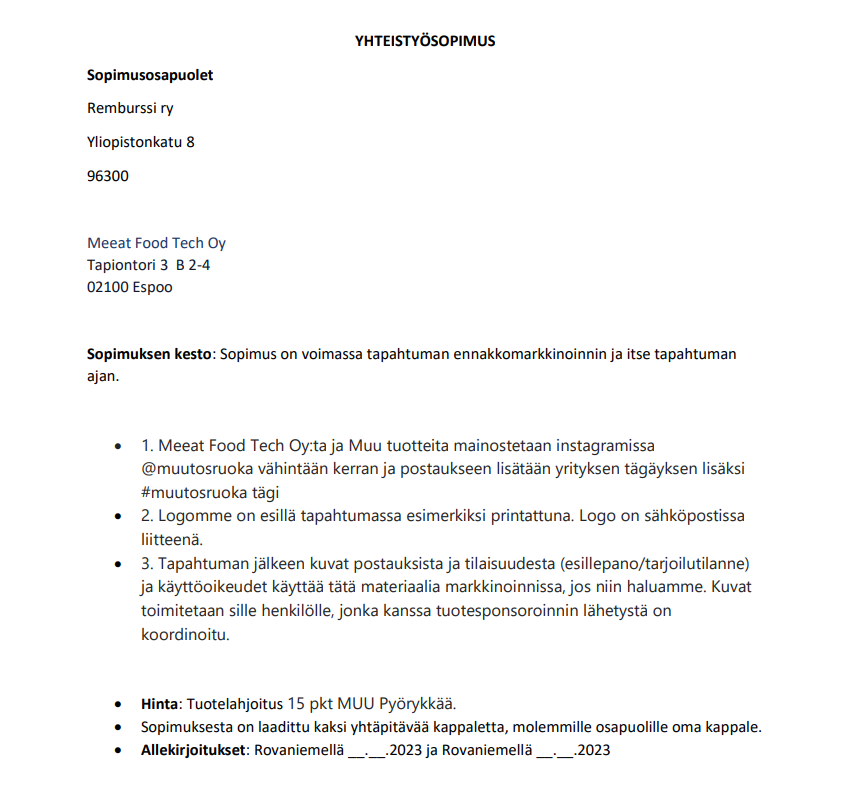 YHTEISTYÖSOPIMUS
Sopimusosapuolet
Remburssi ry
Yliopistonkatu 8
96300
Meeat Food Tech Oy
Tapiontori 3 B 2-4
02100 Espoo
Sopimuksen kesto: Sopimus on voimassa tapahtuman ennakkomarkkinoinnin ja itse tapahtuman
ajan.
• 1. Meeat Food Tech Oy:ta ja Muu tuotteita mainostetaan instagramissa
@muutosruoka vähintään kerran ja postaukseen lisätään yrityksen tägäyksen lisäksi
#muutosruoka tägi
• 2. Logomme on esillä tapahtumassa esimerkiksi printattuna. Logo on sähköpostissa
liitteenä.
• 3. Tapahtuman jälkeen kuvat postauksista ja tilaisuudesta (esillepano/tarjoilutilanne)
ja käyttöoikeudet käyttää tätä materiaalia markkinoinnissa, jos niin haluamme. Kuvat
toimitetaan sille henkilölle, jonka kanssa tuotesponsoroinnin lähetystä on
koordinoitu.
• Hinta: Tuotelahjoitus 15 pkt MUU Pyörykkää.
• Sopimuksesta on laadittu kaksi yhtäpitävää kappaletta, molemmille osapuolille oma kappale.
• Allekirjoitukset: Rovaniemellä __.__.2023 ja Rovaniemellä __.__.2023